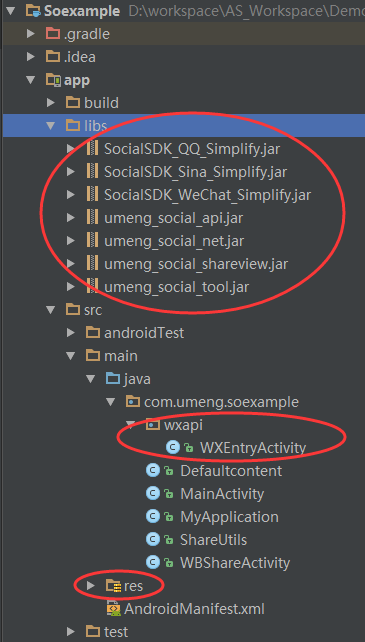 Soexample D:\workspace\AS_Workspace\Demo
.gradle
.idea
app
build
libs
SocialSDK_QQ_Simplify.jar
SocialSDK_Sina_Simplify.jar
SocialSDK_WeChat_Simplify.jar
umeng_social_api.jar
umeng_social_net.jar
umeng_social_shareview.jar
umeng_social_tool.jar
src
androidTest
main
java
com.umeng.soexample
wxapi
WXEntryActivity
Defaultcontent
MainActivity
MyApplication
ShareUtils
WBShareActivity
res
AndroidManifest.xml
test